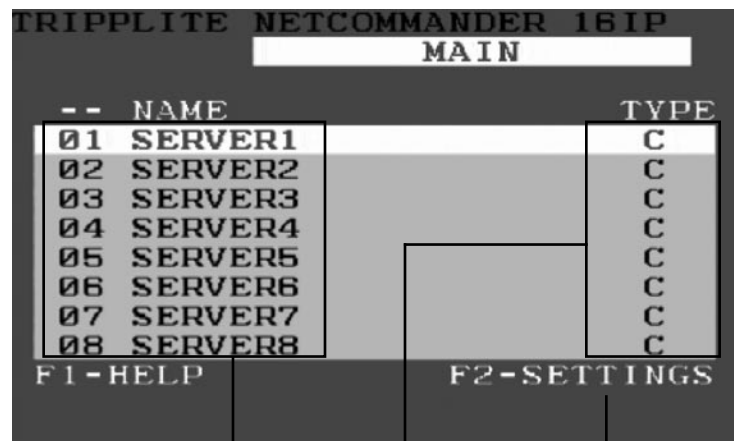 TRIPPLITE NETCOMMANDER 16IP
MAIN
-- NAME TYPE
01 SERVER1 C
02 SERVER2 C
03 SERVER3 C
04 SERVER4 C
05 SERVER5 C
06 SERVER6 C
07 SERVER7 C
08 SERVER8 C
F1-HELP F2-SETTINGS